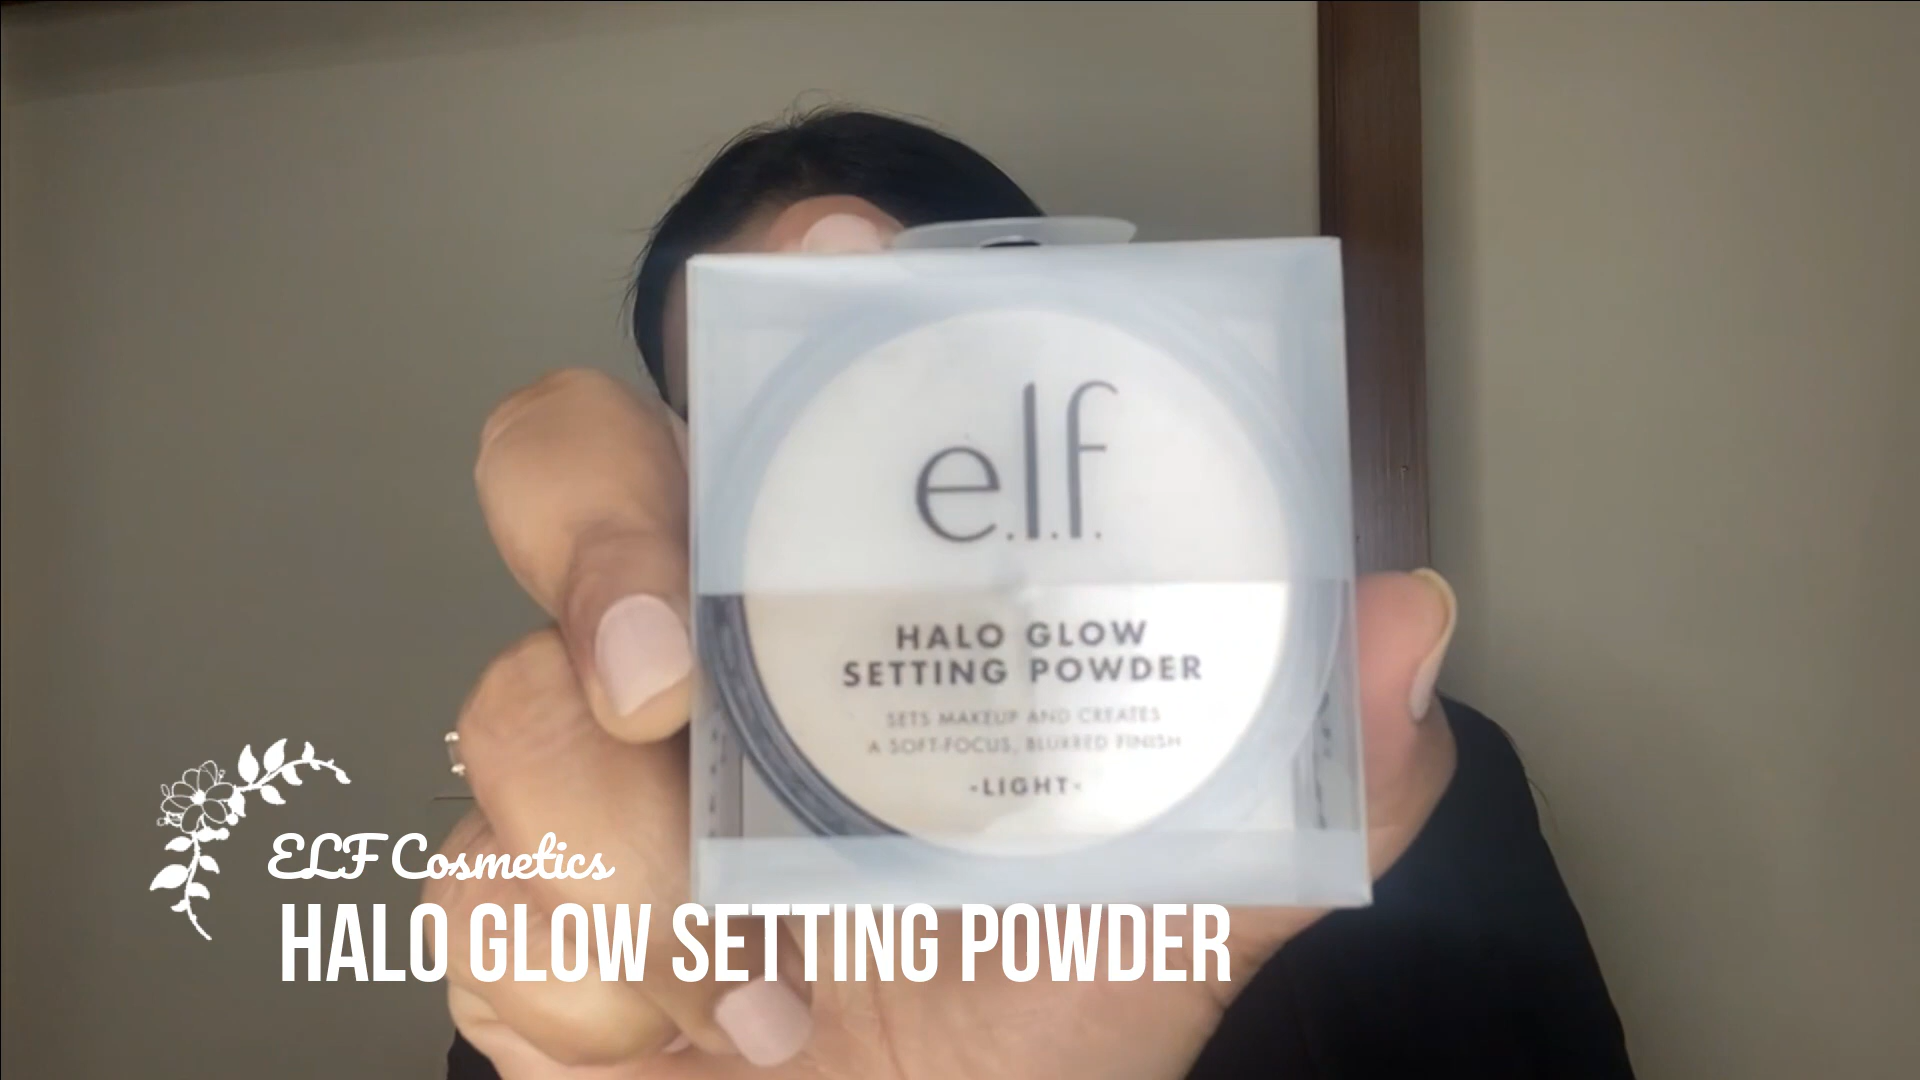 e.l.f.
HALO GLOW
SETTING POWDER
SETS MAKEUP AND CREATES
A SOFT-FOCUS, BLURRED FINISH
-LIGHT-
ELF Cosmetics
HALO GLOW SETTING POWDER